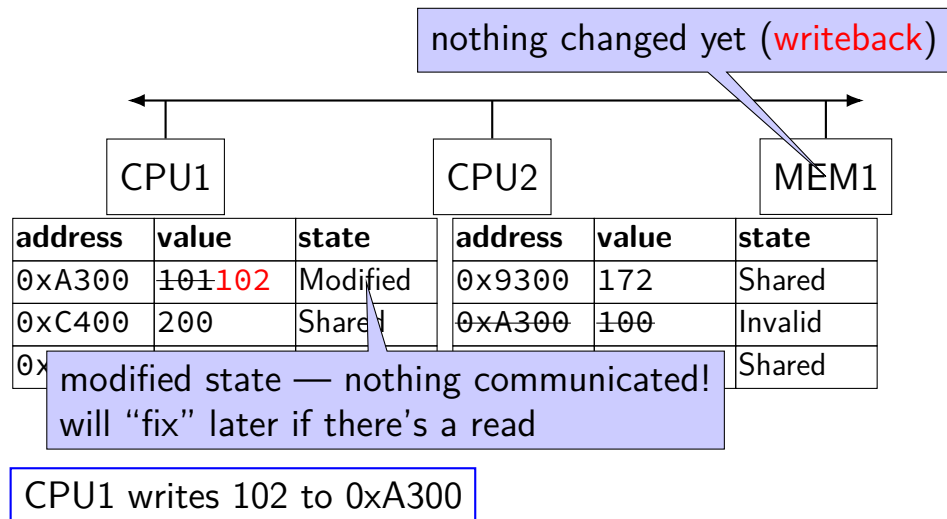 nothing changed yet (writeback)
CPU1 CPU2 MEM1
address value state address value state
0xA300 101102 Modified 0x9300 172 Shared
0xC400 200 Shared 0xA300 100 Invalid
0x Shared
modified state — nothing communicated!
will “fix” later if there's a read
CPU1 writes 102 to 0xA300